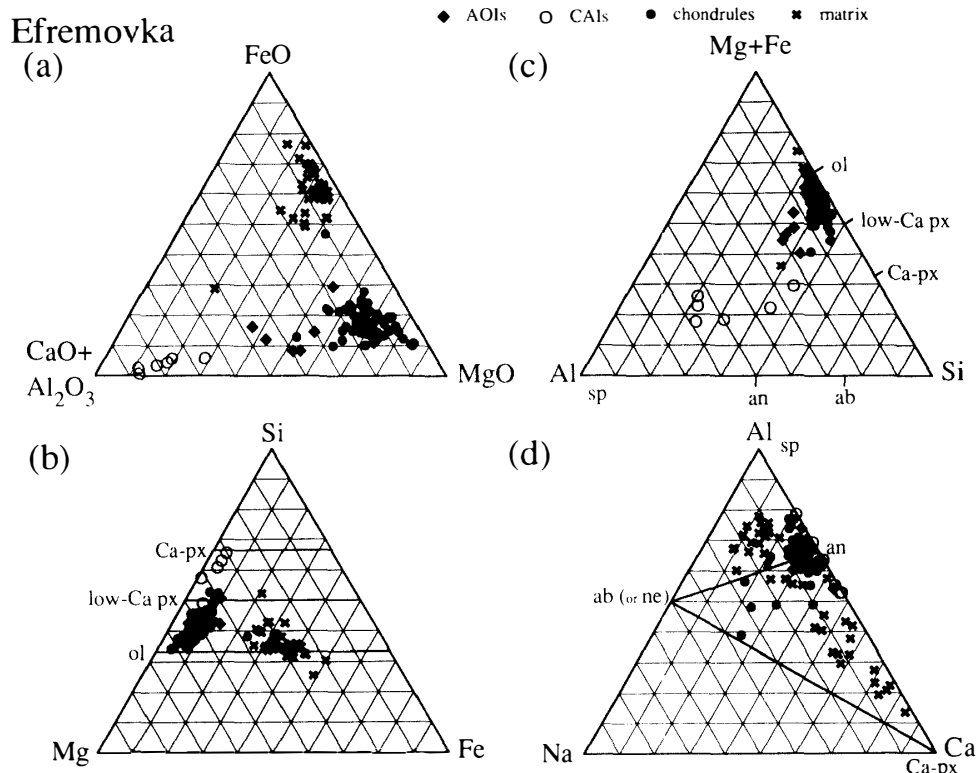 AOIs CAIs chondrules matrix
Efremovka
(a)
FeO
CaO+
Al₂O₃
MgO
(c)
Mg+Fe
ol
low-Ca px
Ca-px
Al
sp
an
ab
Si
(b)
Si
Ca-px
low-Ca px
ol
Mg
Fe
(d)
Al sp
an
ab (or ne)
Na
Ca
Ca-px